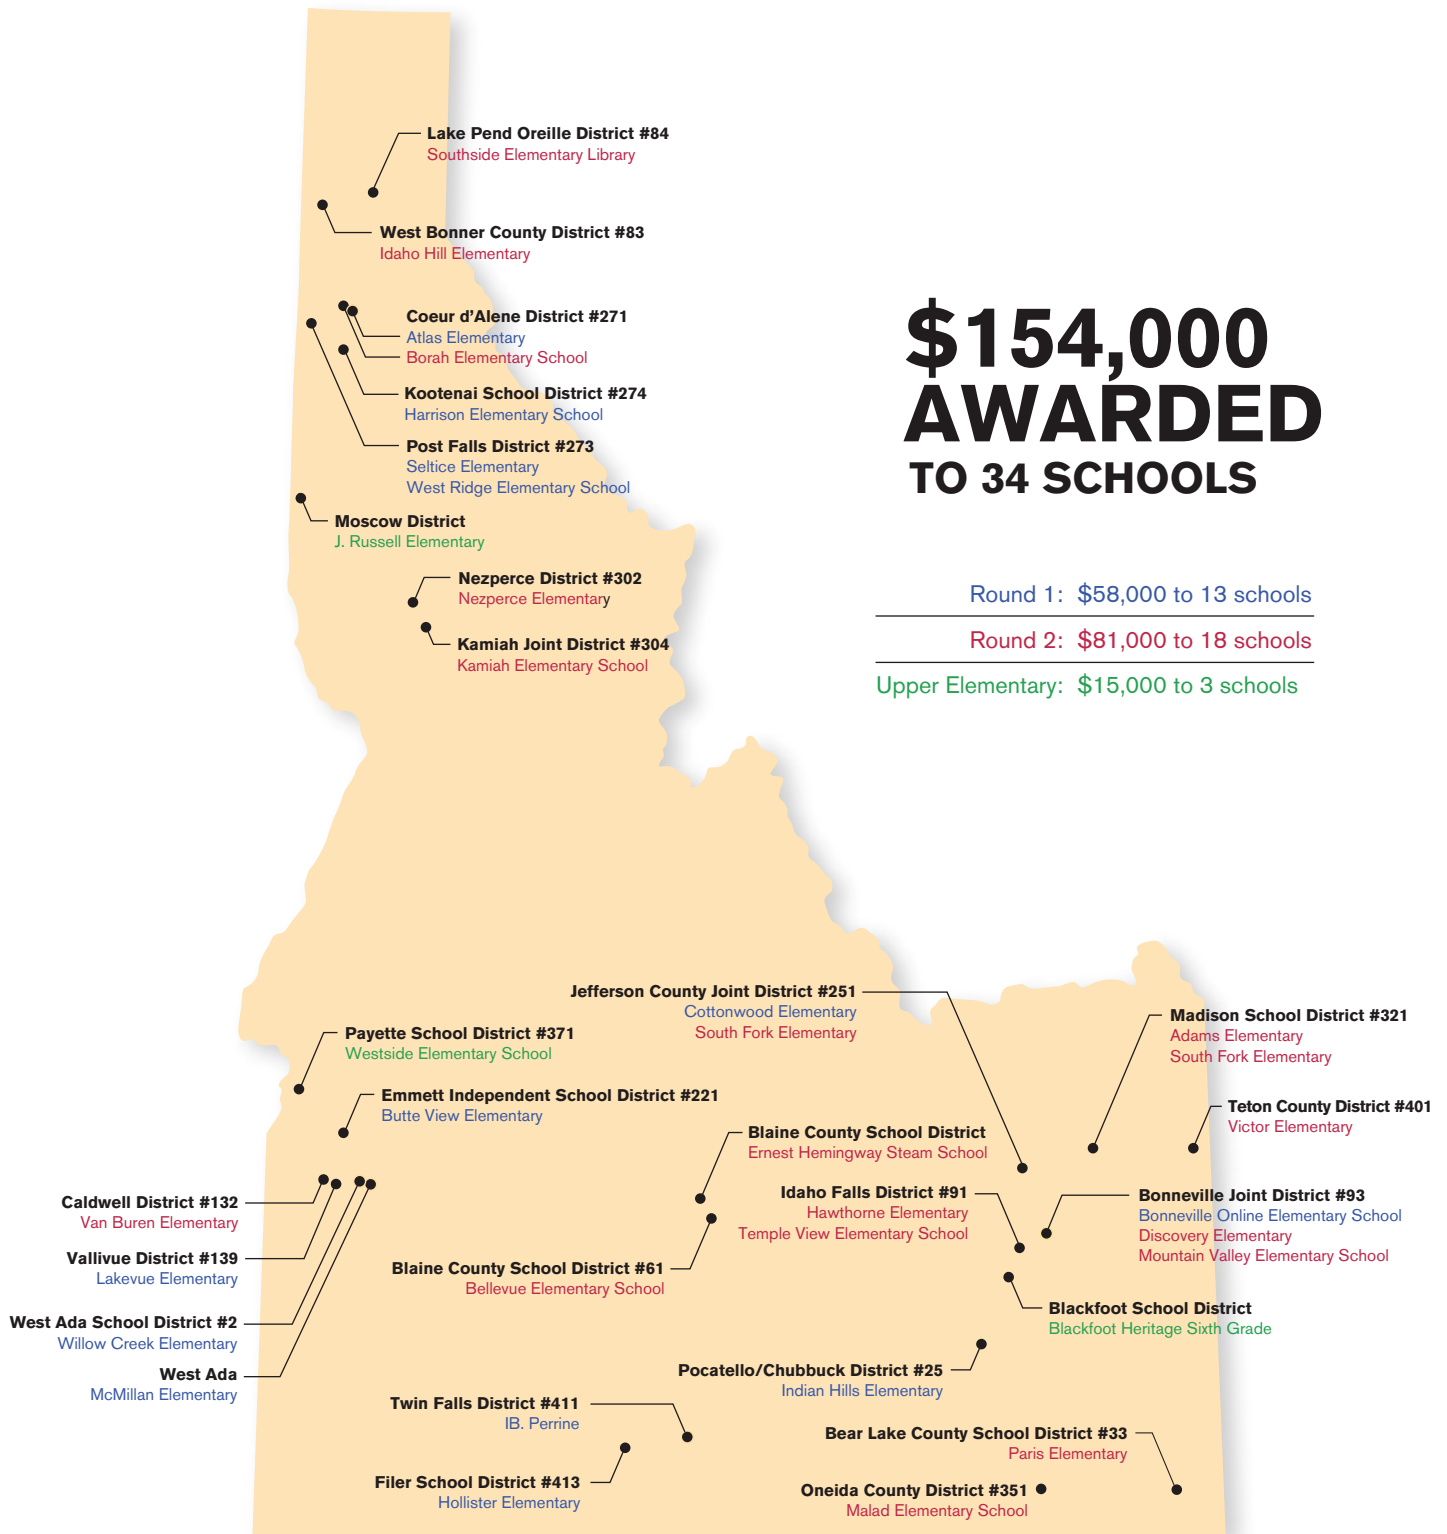 Lake Pend Oreille District #84
Southside Elementary Library
West Bonner County District #83
Idaho Hill Elementary
Coeur d’Alene District #271
Atlas Elementary
Borah Elementary School
Kootenai School District #274
Harrison Elementary School
Post Falls District #273
Seltice Elementary
West Ridge Elementary School
Moscow District
J. Russell Elementary
Nezperce District #302
Nezperce Elementary
Kamiah Joint District #304
Kamiah Elementary School
$154,000
AWARDED
TO 34 SCHOOLS
Round 1: $58,000 to 13 schools
Round 2: $81,000 to 18 schools
Upper Elementary: $15,000 to 3 schools
Jefferson County Joint District #251
Cottonwood Elementary
South Fork Elementary
Madison School District #321
Adams Elementary
South Fork Elementary
Payette School District #371
Westside Elementary School
Emmett Independent School District #221
Butte View Elementary
Teton County District #401
Victor Elementary
Blaine County School District
Ernest Hemingway Steam School
Idaho Falls District #91
Hawthorne Elementary
Temple View Elementary School
Bonneville Joint District #93
Bonneville Online Elementary School
Discovery Elementary
Mountain Valley Elementary School
Caldwell District #132
Van Buren Elementary
Vallivue District #139
Lakevue Elementary
Blaine County School District #61
Bellevue Elementary School
West Ada School District #2
Willow Creek Elementary
Blackfoot School District
Blackfoot Heritage Sixth Grade
West Ada
McMillan Elementary
Pocatello/Chubbuck District #25
Indian Hills Elementary
Twin Falls District #411
IB. Perrine
Bear Lake County School District #33
Paris Elementary
Filer School District #413
Hollister Elementary
Oneida County District #351
Malad Elementary School